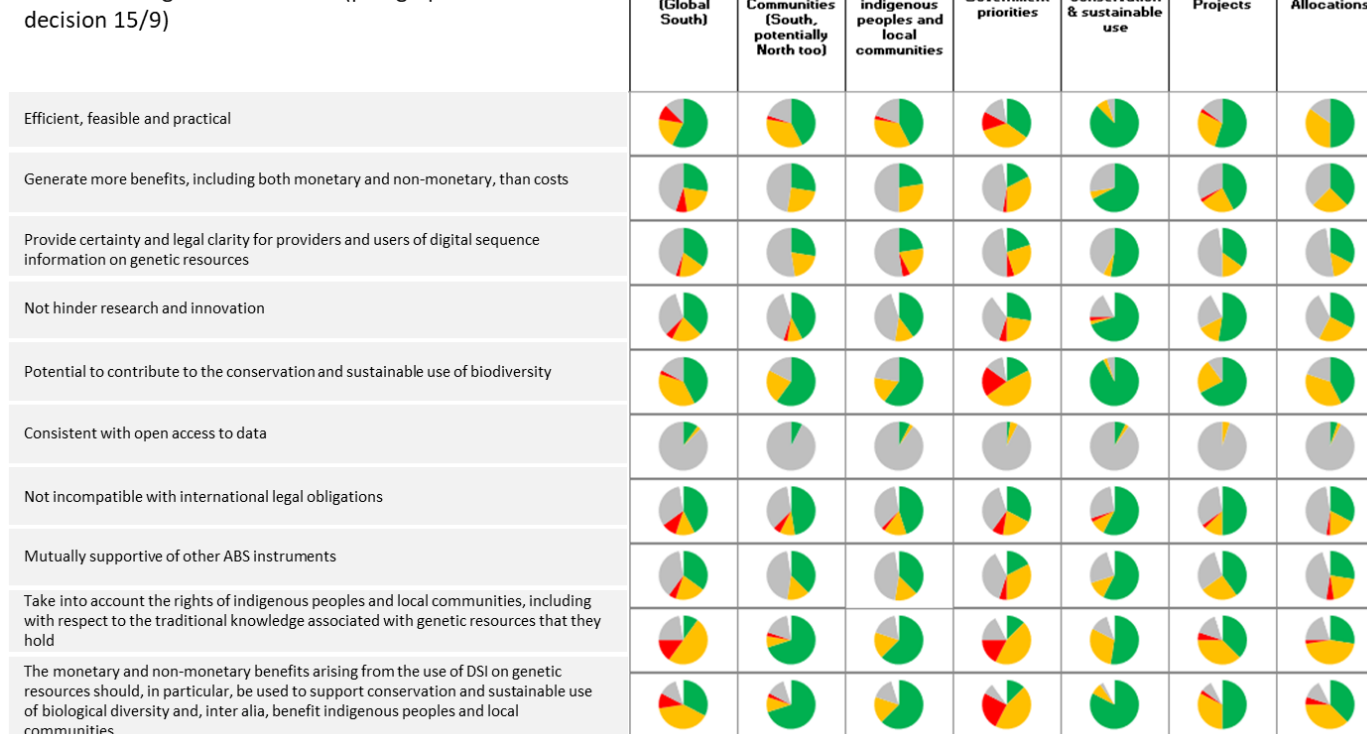 decision 15/9)
(Global
South)
Communities
(South,
potentially
North too)
indigenous
peoples and
local
communities
priorities
& sustainable
use
Projects
Allocations
Efficient, feasible and practical
Generate more benefits, including both monetary and non-monetary, than costs
Provide certainty and legal clarity for providers and users of digital sequence
information on genetic resources
Not hinder research and innovation
Potential to contribute to the conservation and sustainable use of biodiversity
Consistent with open access to data
Not incompatible with international legal obligations
Mutually supportive of other ABS instruments
Take into account the rights of indigenous peoples and local communities, including
with respect to the traditional knowledge associated with genetic resources that they
hold
The monetary and non-monetary benefits arising from the use of DSI on genetic
resources should, in particular, be used to support conservation and sustainable use
of biological diversity and, inter alia, benefit indigenous peoples and local
communities